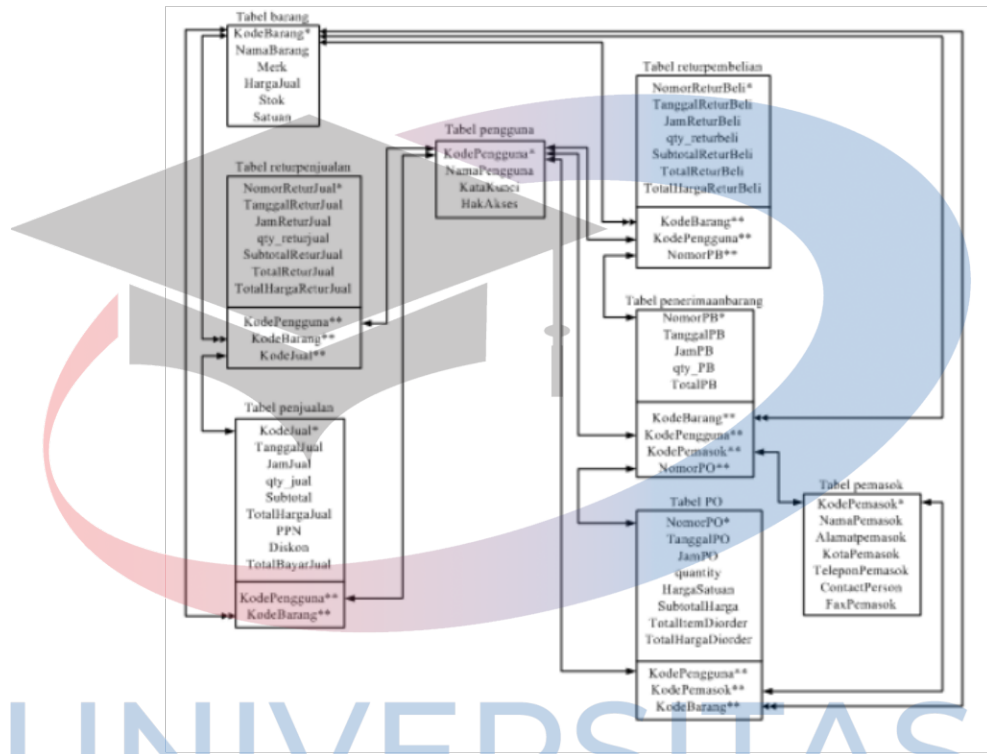 Tabel barang
KodeBarang*
NamaBarang
Merk
HargaJual
Stok
Satuan
Tabel returpenjualan
NomorReturJual*
TanggalReturJual
JamReturJual
qty_returjual
SubtotalReturJual
TotalReturJual
TotalHargaReturJual
KodePengguna**
KodeBarang**
KodeJual**
Tabel penjualan
KodeJual*
TanggalJual
JamJual
qty_jual
Subtotal
TotalHargaJual
PPN
Diskon
TotalBayarJual
KodePengguna**
KodeBarang**
Tabel pengguna
KodePengguna*
NamaPengguna
KataKunci
HakAkses
Tabel returpembelian
NomorReturBeli*
TanggalReturBeli
JamReturBeli
qty_returbeli
SubtotalReturBeli
TotalReturBeli
TotalHargaReturBeli
KodeBarang**
KodePengguna**
NomorPB**
Tabel penerimaanbarang
NomorPB*
TanggalPB
JamPB
qty_PB
TotalPB
KodeBarang**
KodePengguna**
KodePemasok**
NomorPO**
Tabel PO
NomorPO*
TanggalPO
JamPO
quantity
HargaSatuan
SubtotalHarga
TotalItemDiorder
TotalHargaDiorder
KodePengguna**
KodePemasok**
KodeBarang**
Tabel pemasok
KodePemasok*
NamaPemasok
Alamatpemasok
KotaPemasok
TeleponPemasok
ContactPerson
FaxPemasok
UNIVERSITAS